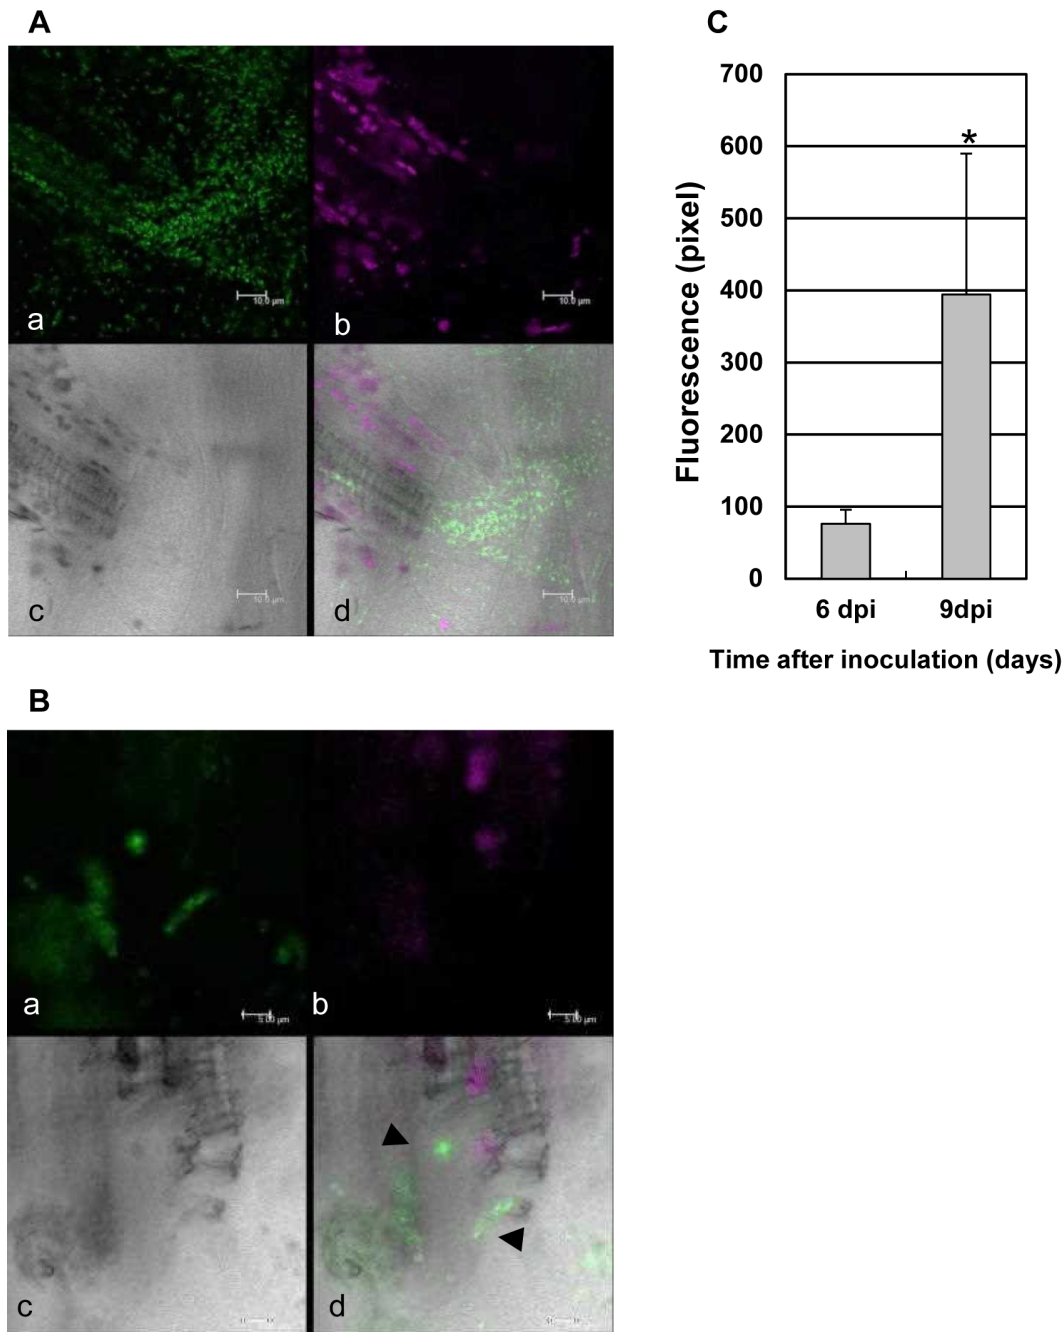 A
a
10.0 µm
b
10.0 µm
c
10.0 µm
d
10.0 µm
B
a
5.00 µm
b
5.00 µm
c
d
C
700
600
500
400
300
200
100
0
Fluorescence (pixel)
*
6 dpi
9dpi
Time after inoculation (days)